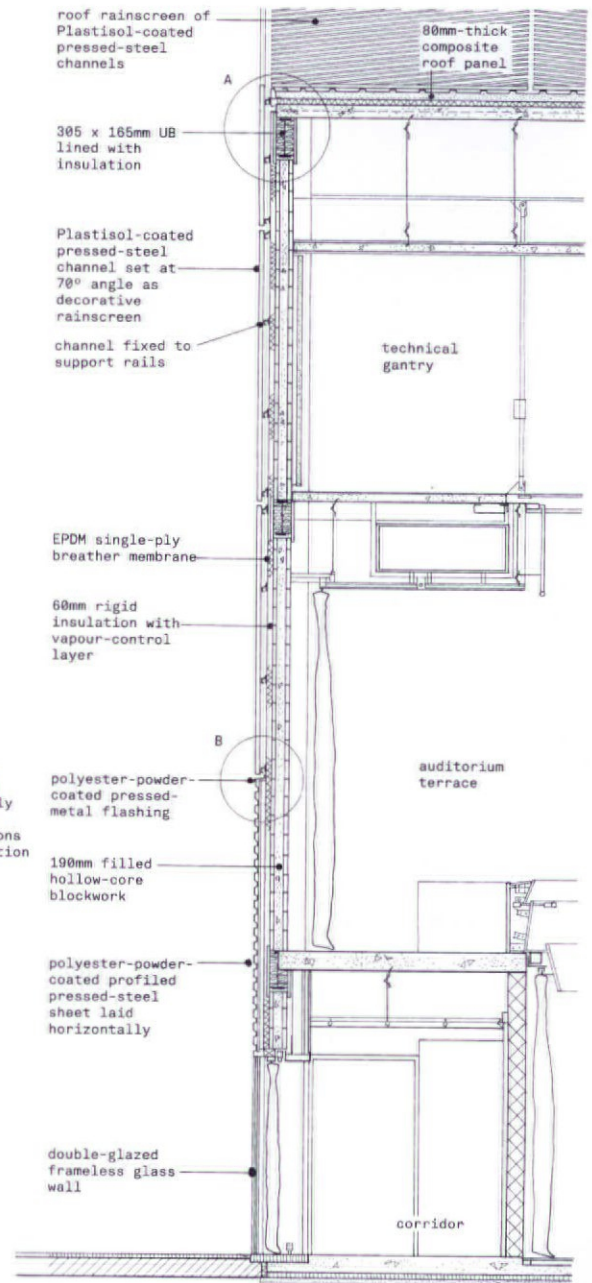 roof rainscreen of
Plastisol-coated
pressed-steel
channels
80mm-thick
composite
roof panel
A
305 x 165mm UB
lined with
insulation
Plastisol-coated
pressed-steel
channel set at
70º angle as
decorative
rainscreen
channel fixed to
support rails
technical
gantry
EPDM single-ply
breather membrane
60mm rigid
insulation with
vapour-control
layer
B
auditorium
terrace
polyester-powder-
coated pressed-
metal flashing
ly
ons
tion
190mm filled
hollow-core
blockwork
polyester-powder-
coated profiled
pressed-steel
sheet laid
horizontally
double-glazed
frameless glass
wall
corridor